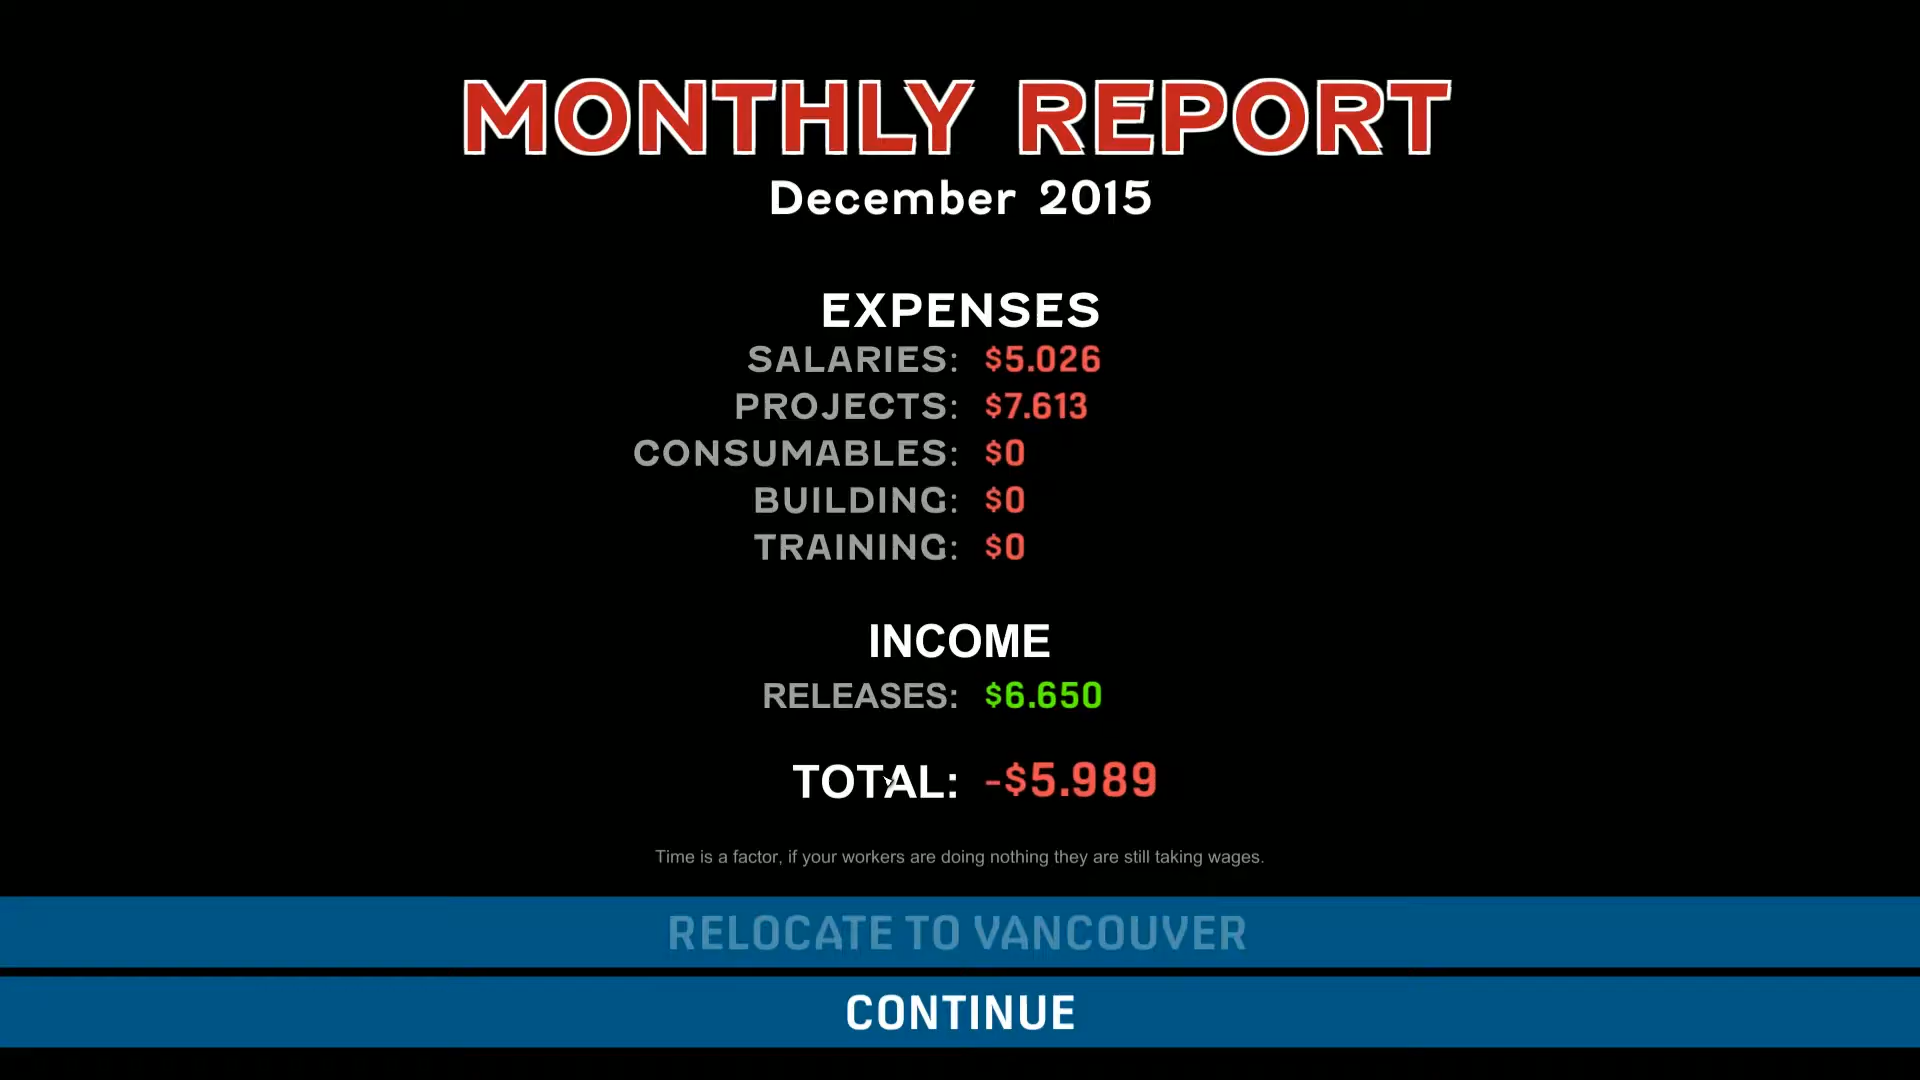 MONTHLY REPORT
December 2015
EXPENSES
SALARIES: $5.026
PROJECTS: $7.613
CONSUMABLES: $0
BUILDING: $0
TRAINING: $0
INCOME
RELEASES: $6.650
TOTAL: -$5.989
Time is a factor, if your workers are doing nothing they are still taking wages.
RELOCATE TO VANCOUVER
CONTINUE